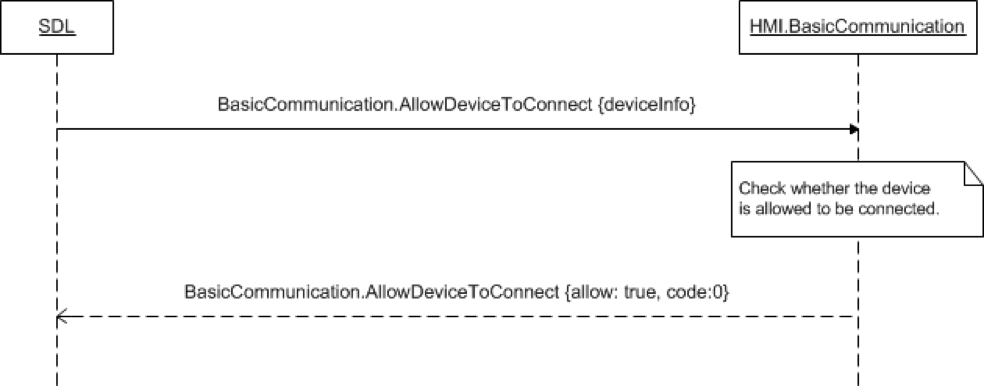 SDL
HMI.BasicCommunication
BasicCommunication.AllowDeviceToConnect {deviceInfo}
Check whether the device
is allowed to be connected.
BasicCommunication.AllowDeviceToConnect {allow: true, code:0}